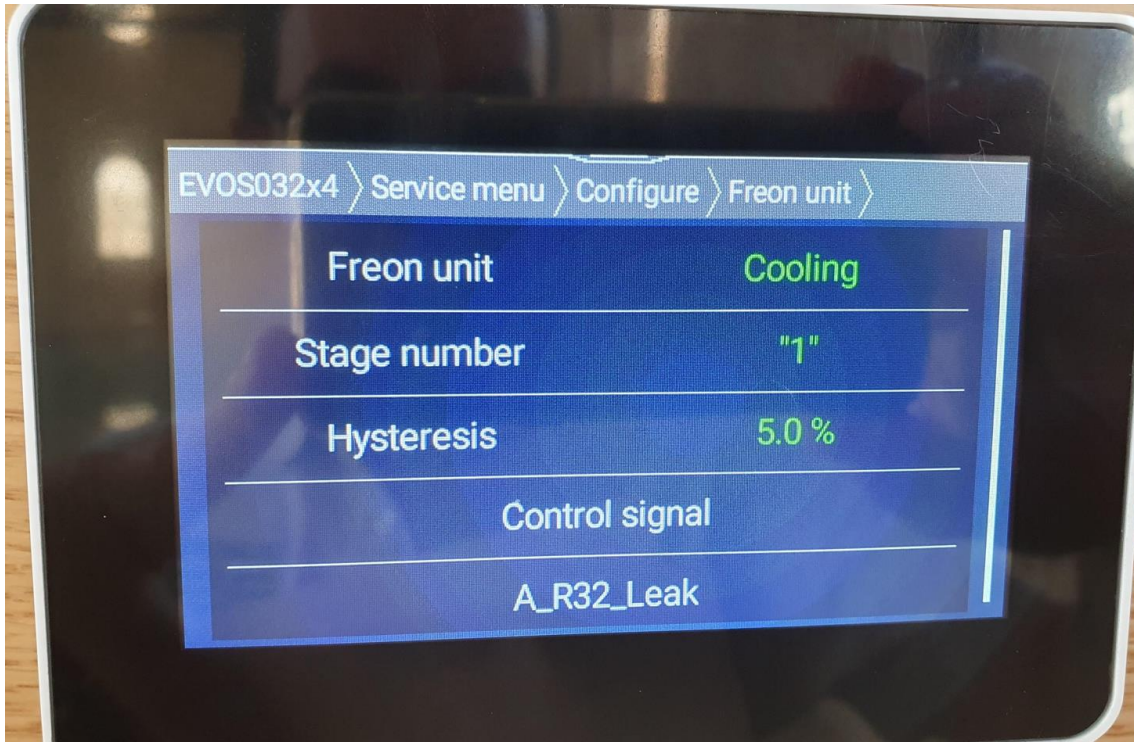 EVOS032x4 Service menu Configure Freon unit
Freon unit Cooling
Stage number "1"
Hysteresis 5.0 %
Control signal
A_R32_Leak